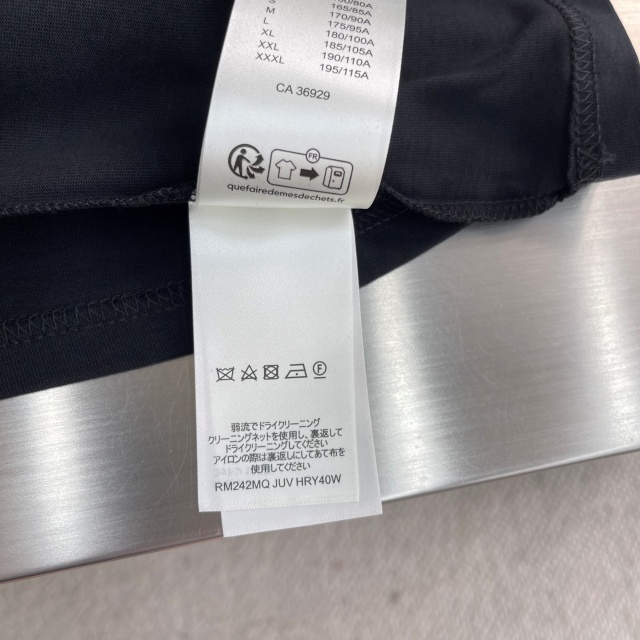 S
M 165/85A
L 170/90A
XL 175/95A
XXL 180/100A
XXXL 185/105A
190/110A
195/115A
CA 36929
FR
quefairedemesdechets.fr
F
弱流でドライクリーニング
クリーニングネットを使用し、裏返して
ドライクリーニングしてください
アイロンの際は裏返しにしてあて布を
使用してください
RM242MQ JUV HRY40W